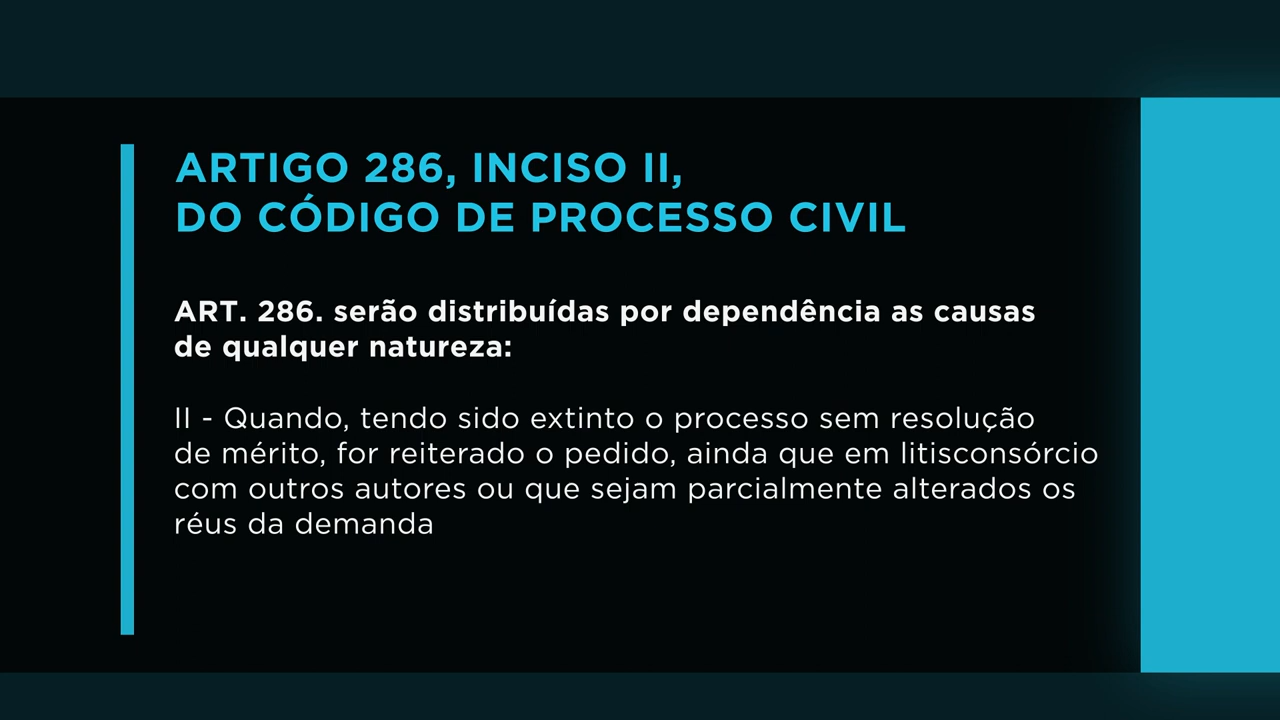 ARTIGO 286, INCISO II,
DO CÓDIGO DE PROCESSO CIVIL
ART. 286. serão distribuídas por dependência as causas
de qualquer natureza:
II - Quando, tendo sido extinto o processo sem resolução
de mérito, for reiterado o pedido, ainda que em litisconsórcio
com outros autores ou que sejam parcialmente alterados os
réus da demanda